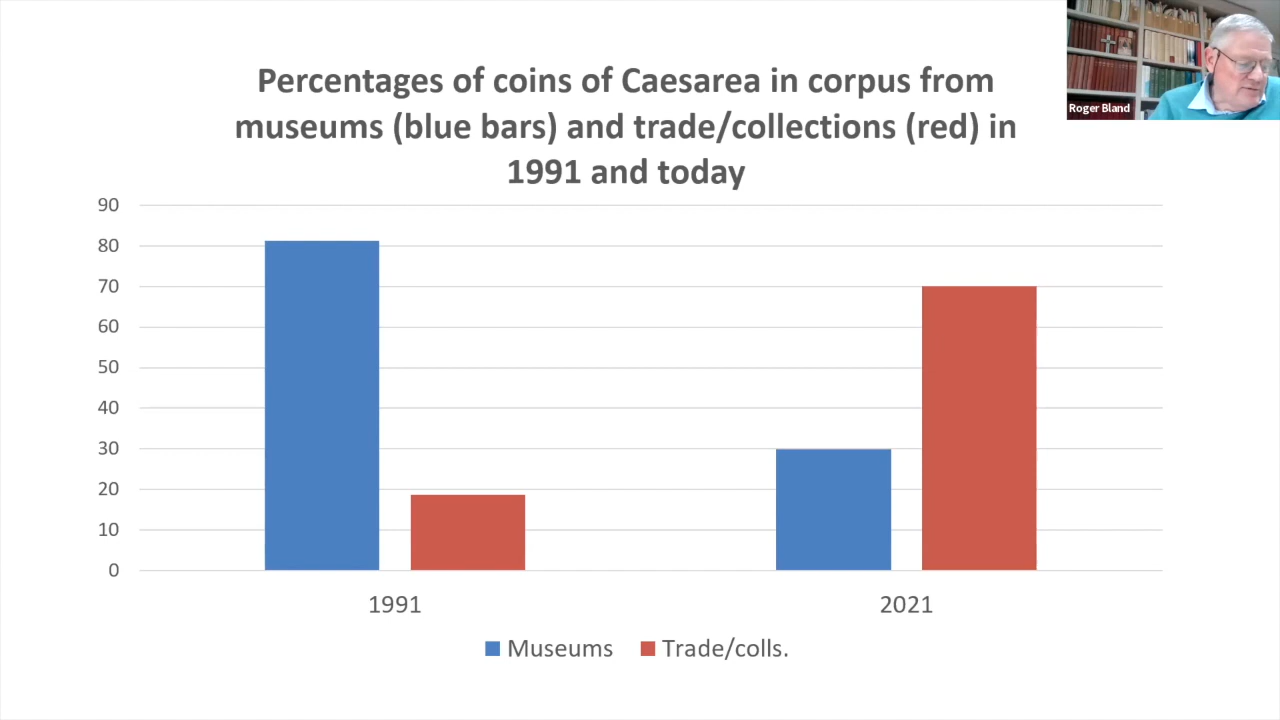 Percentages of coins of Caesarea in corpus from
museums (blue bars) and trade/collections (red) in
1991 and today
Roger Bland
90
80
70
60
50
40
30
20
10
0
1991
2021
Museums
Trade/colls.